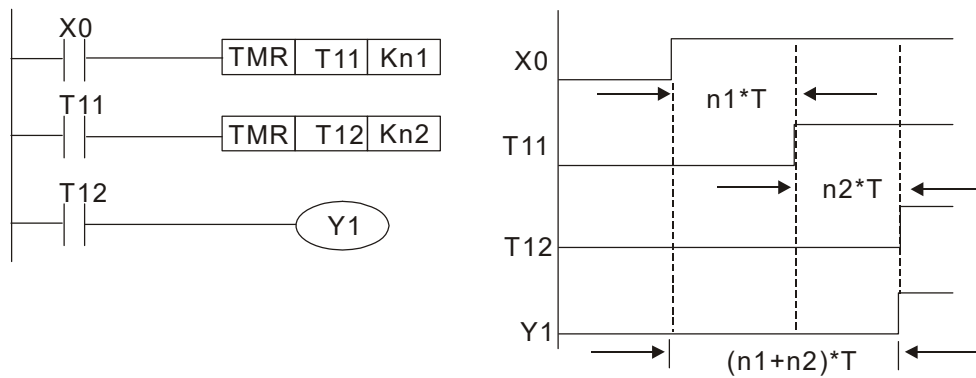 X0
TMR T11 Kn1
T11
TMR T12 Kn2
T12
Y1
X0
n1*T
T11
n2*T
T12
Y1
(n1+n2)*T